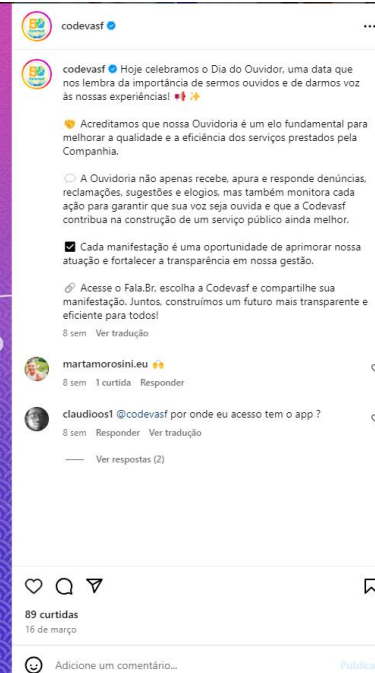 codevasf
codevasf Hoje celebramos o Dia do Ouvidor, uma data que
nos lembra da importância de sermos ouvidos e de darmos voz
às nossas experiências! 📢✨
🤝 Acreditamos que nossa Ouvidoria é um elo fundamental para
melhorar a qualidade e a eficiência dos serviços prestados pela
Companhia.
💬 A Ouvidoria não apenas recebe, apura e responde denúncias,
reclamações, sugestões e elogios, mas também monitora cada
ação para garantir que sua voz seja ouvida e que a Codevasf
contribua na construção de um serviço público ainda melhor.
☑️ Cada manifestação é uma oportunidade de aprimorar nossa
atuação e fortalecer a transparência em nossa gestão.
🔗 Acesse o Fala.Br, escolha a Codevasf e compartilhe sua
manifestação. Juntos, construímos um futuro mais transparente e
eficiente para todos!
8 sem Ver tradução
martamorosini.eu 🙌
8 sem 1 curtida Responder
claudioos1 @codevasf por onde eu acesso tem o app ?
8 sem Responder Ver tradução
Ver respostas (2)
89 curtidas
16 de março
Adicione um comentário...